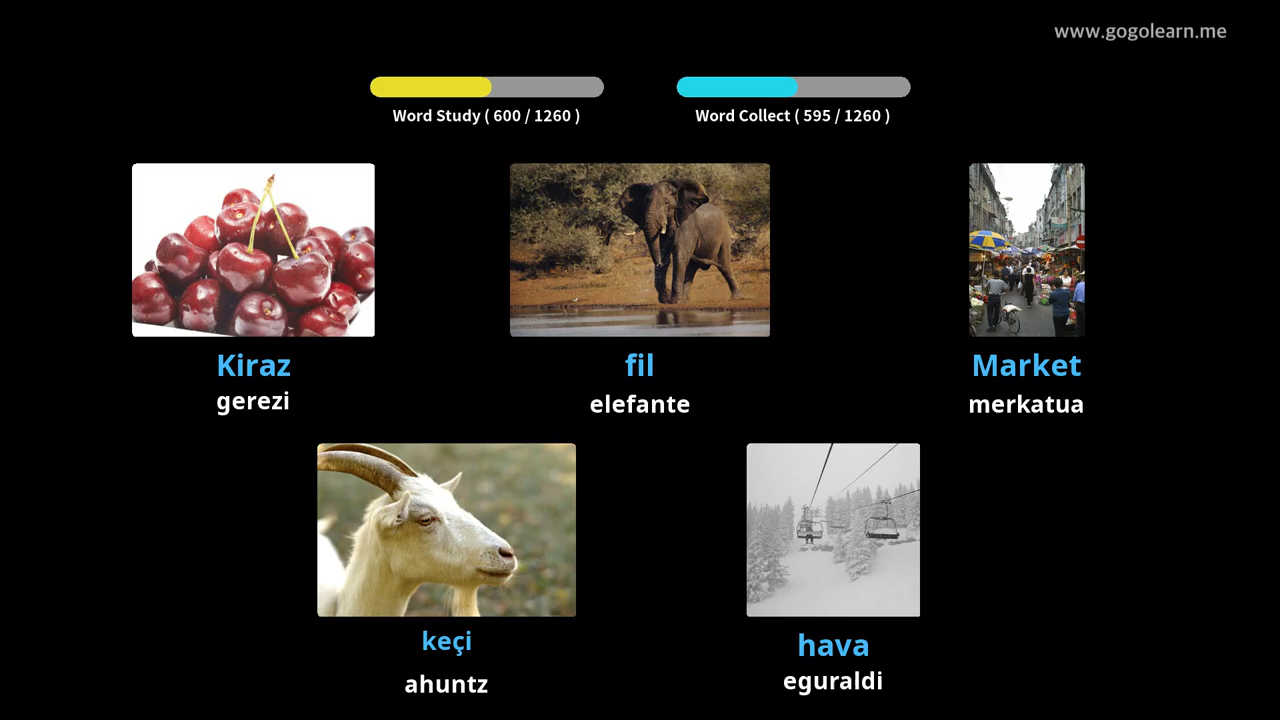 www.gogolearn.me
Word Study ( 600 / 1260 )
Word Collect ( 595 / 1260 )
Kiraz
gerezi
fil
elefante
Market
merkatua
keçi
ahuntz
hava
eguraldi